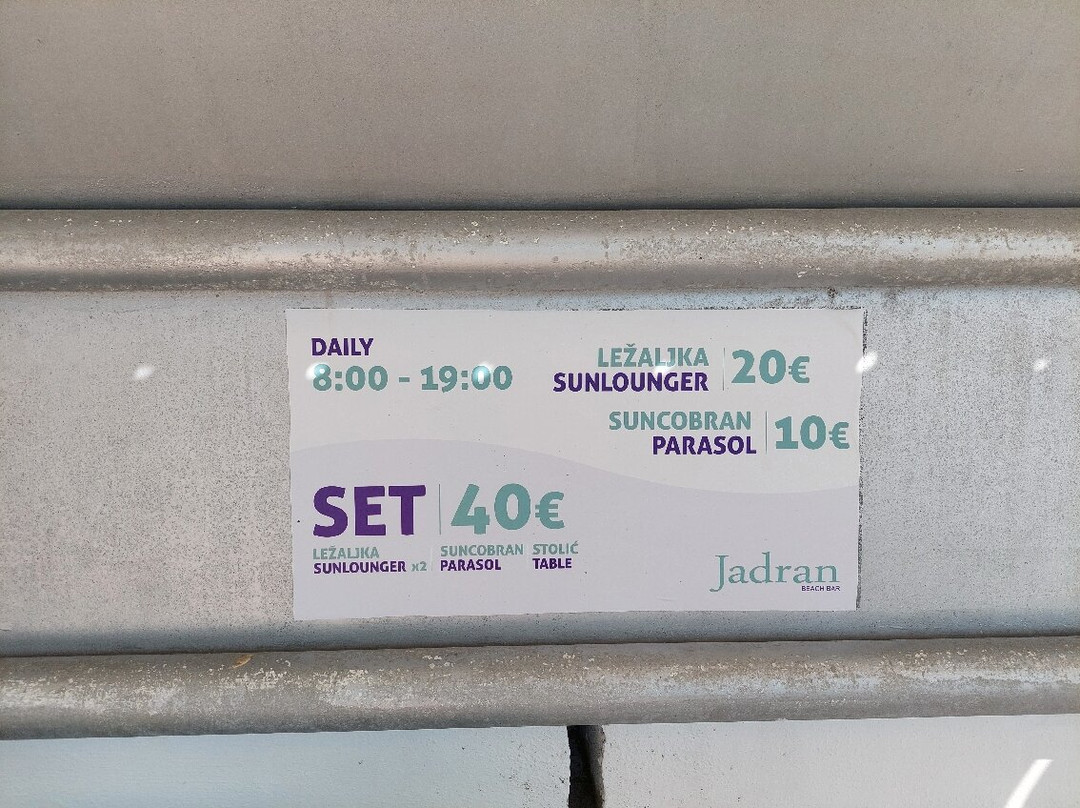 DAILY
8:00 - 19:00
LEŽALJKA
SUNLOUNGER 20€
SUNCOBRAN
PARASOL 10€
SET 40€
LEŽALJKA SUNCOBRAN STOLIĆ
SUNLOUNGER x2 PARASOL TABLE
Jadran
BEACH BAR